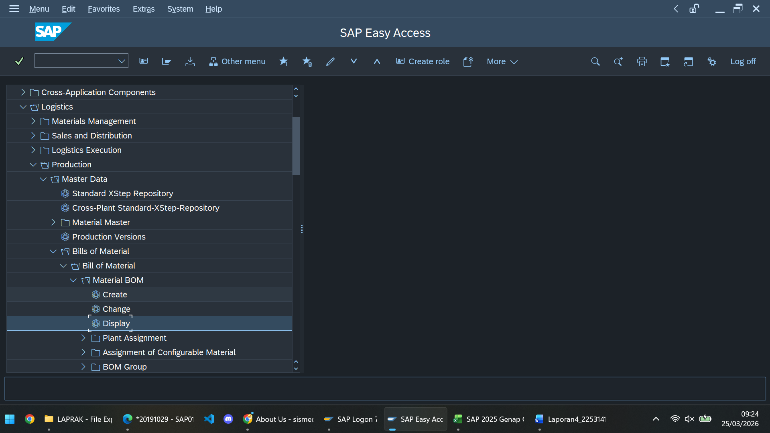 Menu Edit Favorites Extras System Help
SAP SAP Easy Access
Other menu Create role More Log off
Cross-Application Components
Logistics
Materials Management
Sales and Distribution
Logistics Execution
Production
Master Data
Standard XStep Repository
Cross-Plant Standard-XStep-Repository
Material Master
Production Versions
Bills of Material
Bill of Material
Material BOM
Create
Change
Display
Plant Assignment
Assignment of Configurable Material
BOM Group
LAPRAK - File Ex *20191029 - SAP01 About Us - sismer SAP Logon 7 SAP Easy Acc SAP 2025 Genap Laporan4_2253141 09:24
25/03/2026